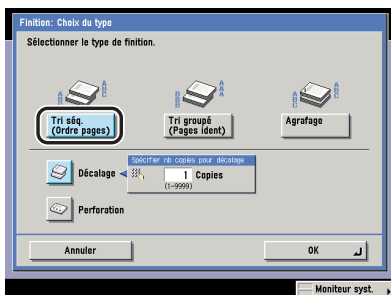 Finition: Choix du type
Sélectionner le type de finition.
A B C
A B C
A A A
B B B
C C C
A B C
A B C
Tri séq.
(Ordre pages)
Tri groupé
(Pages ident)
Agrafage
Spécifier nb copies pour décalage
Décalage
1 Copies
(1-9999)
Perforation
Annuler
OK
Moniteur syst.